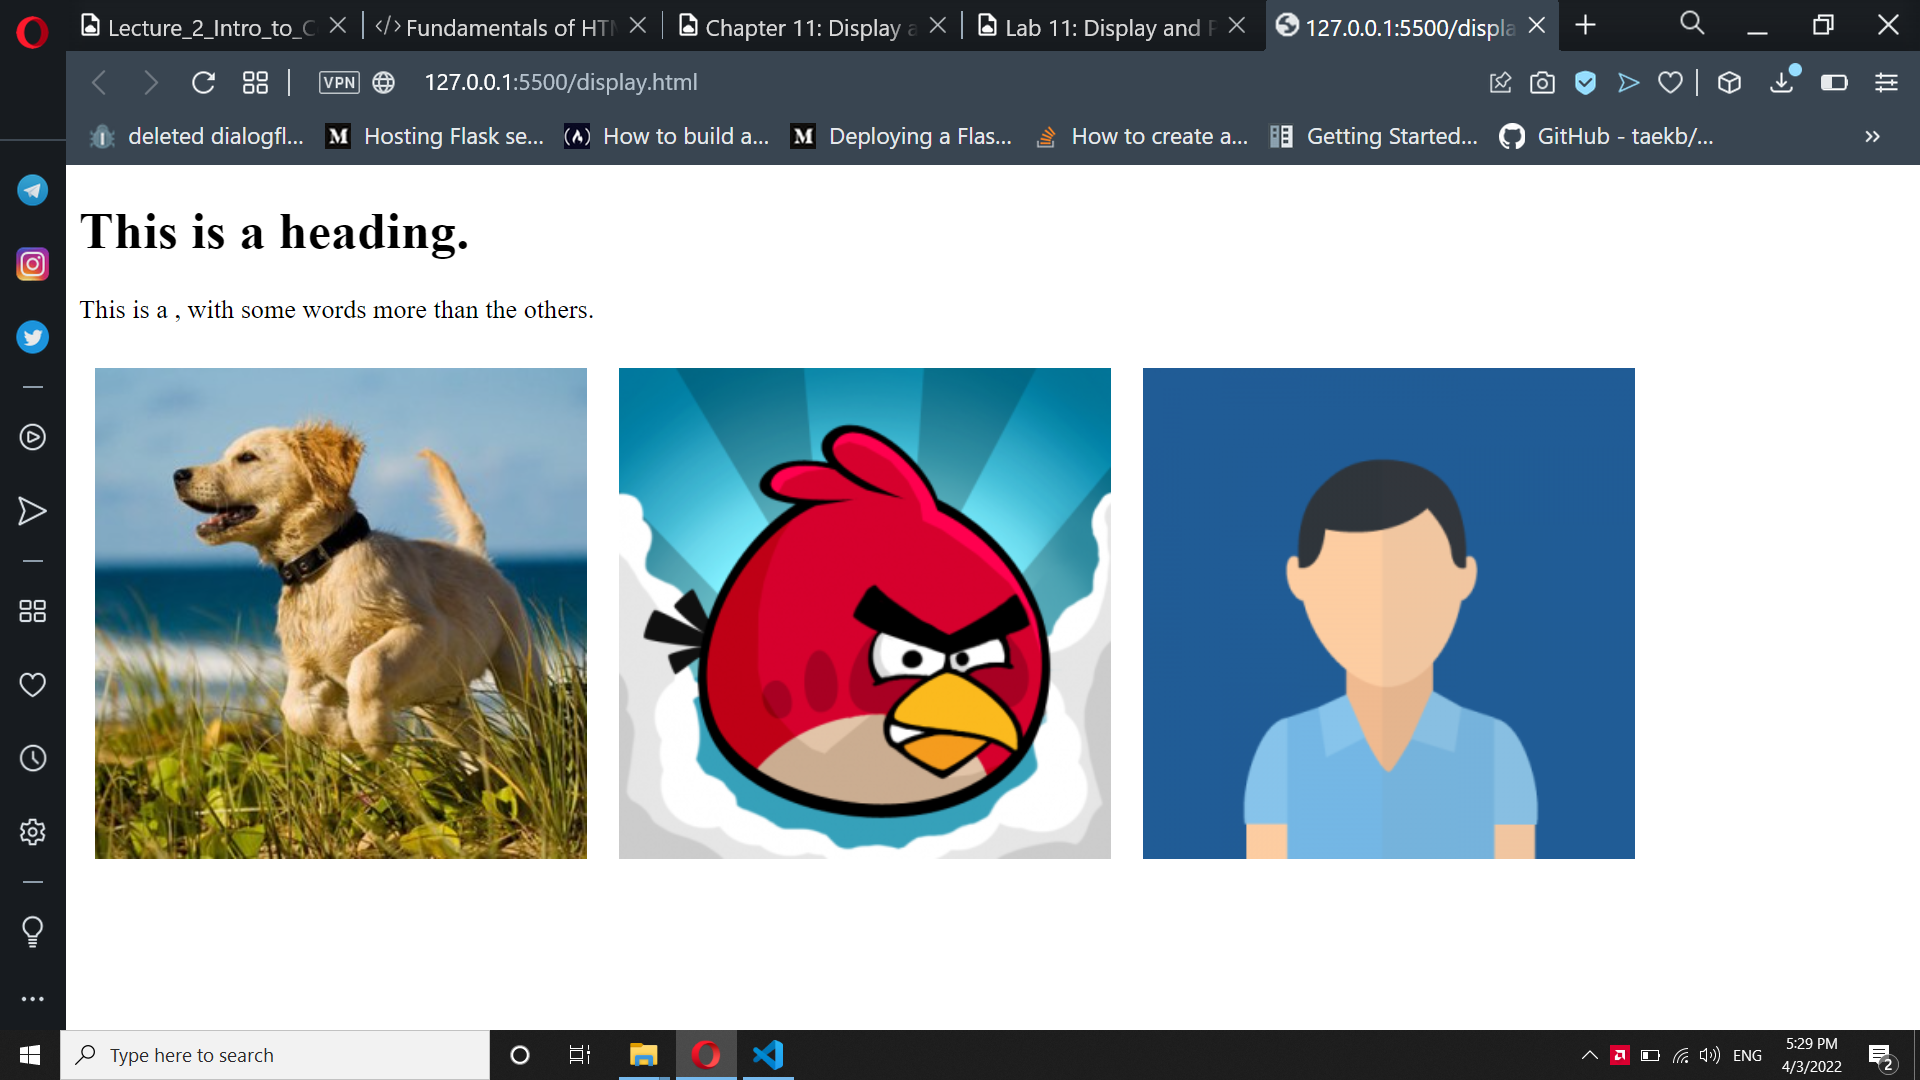 Lecture_2_Intro_to_C
Fundamentals of HTM
Chapter 11: Display a
Lab 11: Display and P
127.0.0.1:5500/displa
VPN
127.0.0.1:5500/display.html
deleted dialogfl...
M
Hosting Flask se...
How to build a...
M
Deploying a Flas...
How to create a...
Getting Started...
GitHub - taekb/...
This is a heading.
This is a , with some words more than the others.
Type here to search
ENG
5:29 PM
4/3/2022
2